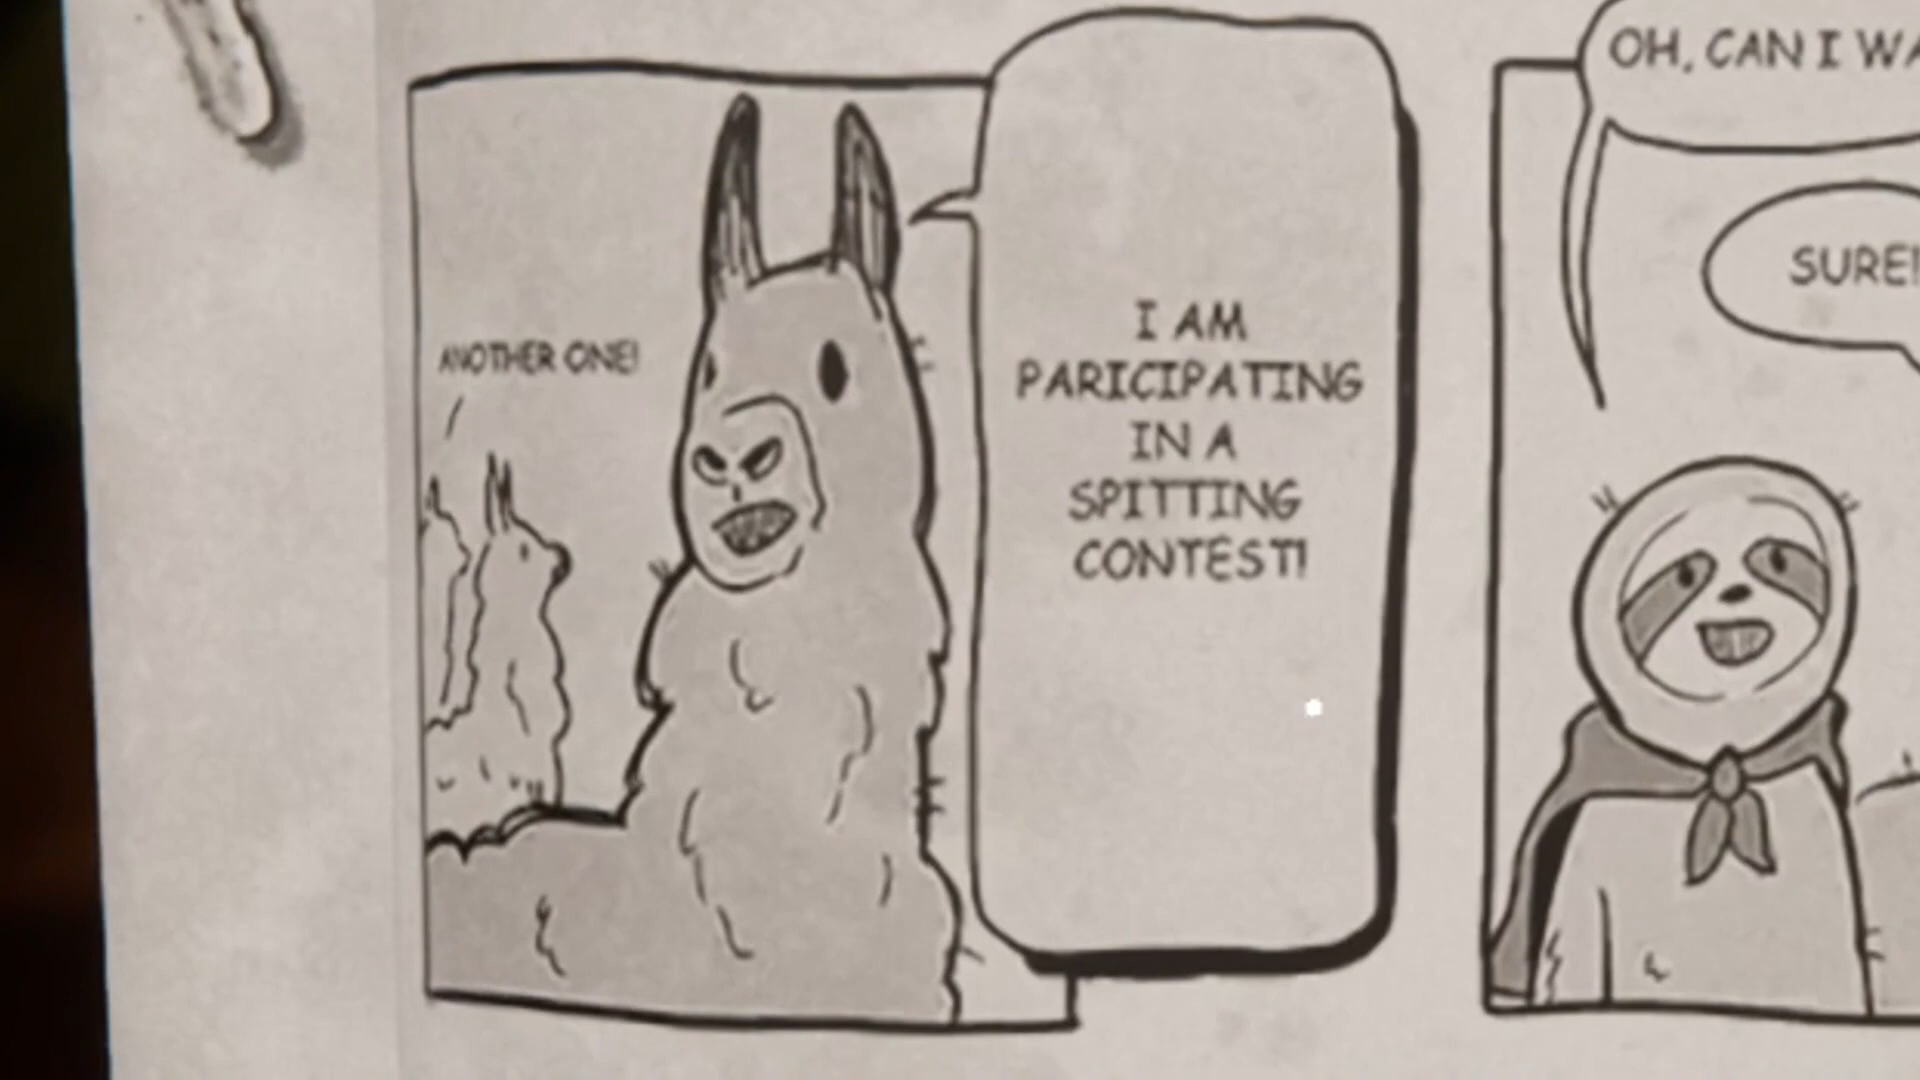 ANOTHER ONE!
I AM
PARICIPATING
IN A
SPITTING
CONTEST!
OH, CAN I WA
SURE!